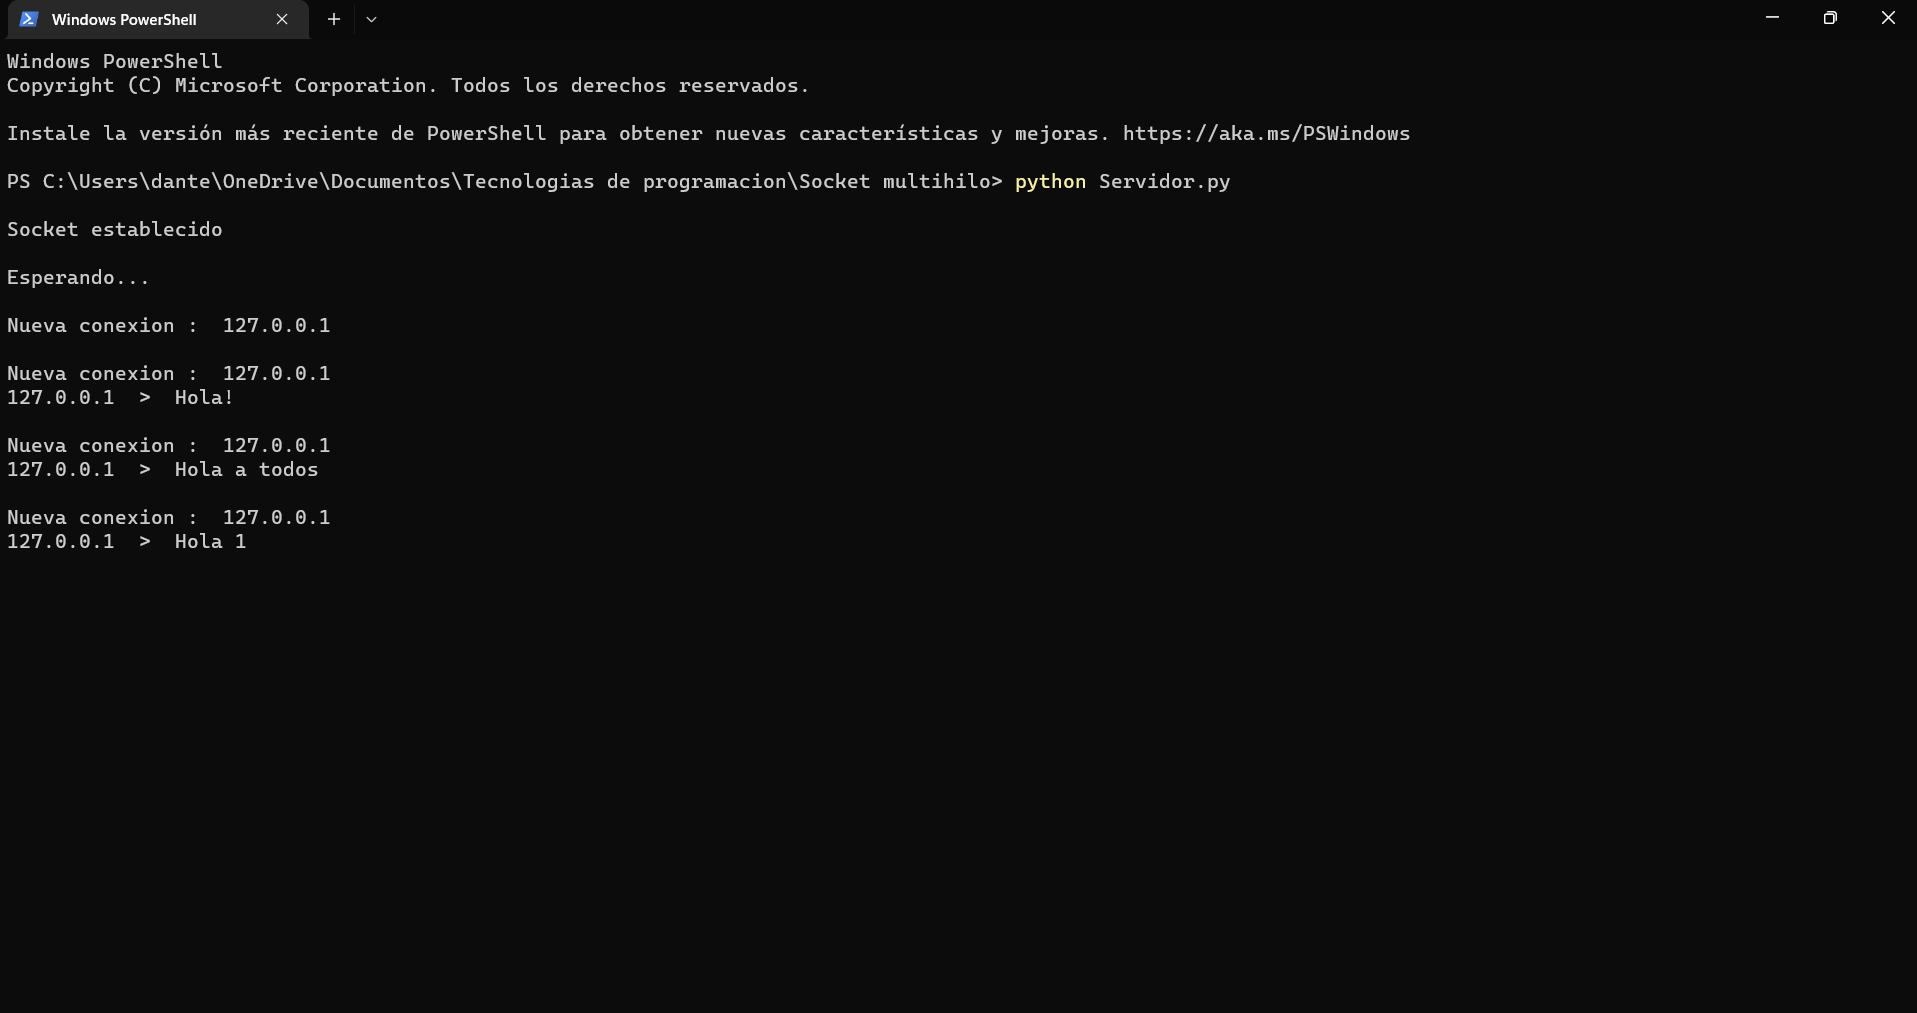 Windows PowerShell
Windows PowerShell
Copyright (C) Microsoft Corporation. Todos los derechos reservados.
Instale la versión más reciente de PowerShell para obtener nuevas características y mejoras. https://aka.ms/PSWindows
PS C:\Users\dante\OneDrive\Documentos\Tecnologias de programacion\Socket multihilo> python Servidor.py
Socket establecido
Esperando...
Nueva conexion :  127.0.0.1
Nueva conexion :  127.0.0.1
127.0.0.1  >  Hola!
Nueva conexion :  127.0.0.1
127.0.0.1  >  Hola a todos
Nueva conexion :  127.0.0.1
127.0.0.1  >  Hola 1